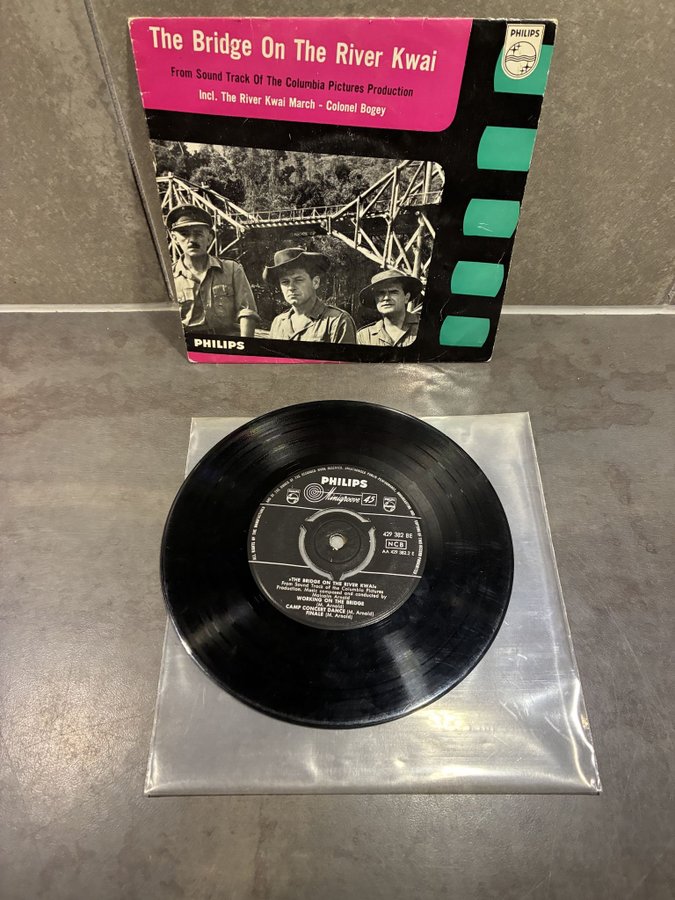 The Bridge On The River Kwai
From Sound Track Of The Columbia Pictures Production
Incl. The River Kwai March - Colonel Bogey
PHILIPS
PHILIPS
PHILIPS
Minigroove 45
429 382 BE
NCB
AA 429 382.2 E
»THE BRIDGE ON THE RIVER KWAI«
From Sound Track of the Columbia Pictures
Production. Music composed and conducted by
Malcolm Arnold
WORKING ON THE BRIDGE
(M. Arnold)
CAMP CONCERT DANCE (M. Arnold)
FINALE (M. Arnold)